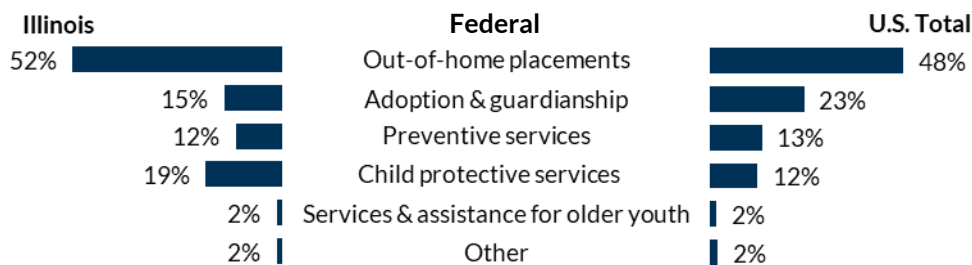 Illinois Federal U.S. Total
52% Out-of-home placements 48%
15% Adoption & guardianship 23%
12% Preventive services 13%
19% Child protective services 12%
2% Services & assistance for older youth 2%
2% Other 2%